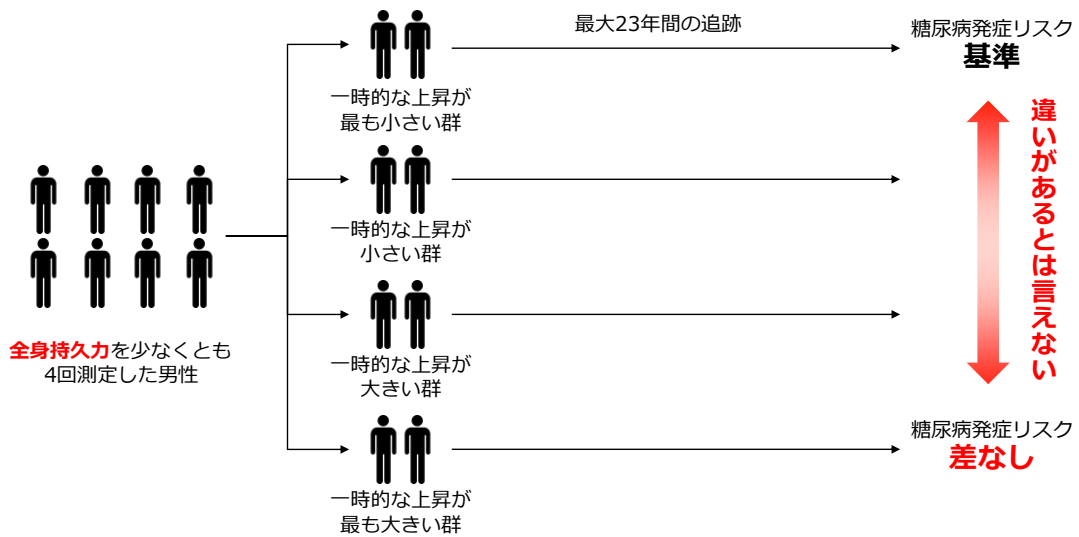 全身持久力を少なくとも
4回測定した男性
一時的な上昇が
最も小さい群
一時的な上昇が
小さい群
一時的な上昇が
大きい群
一時的な上昇が
最も大きい群
最大23年間の追跡
糖尿病発症リスク
基準
違いがあるとは言えない
糖尿病発症リスク
差なし